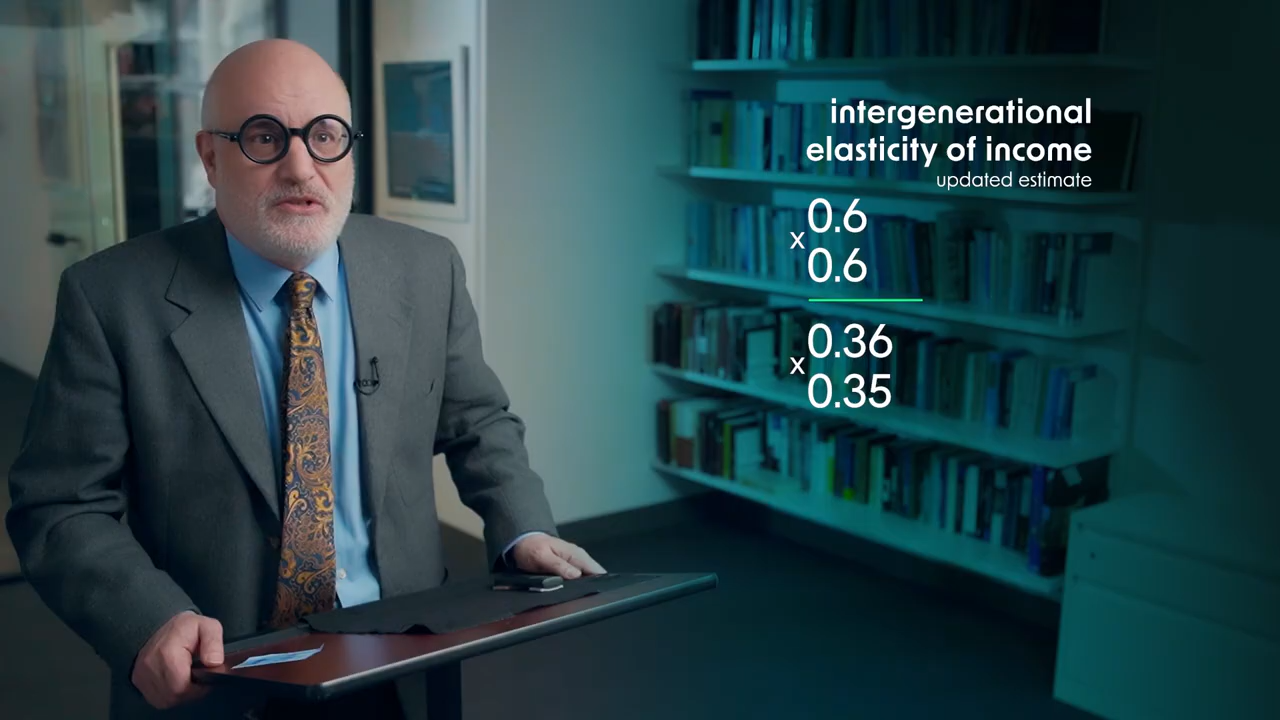 intergenerational
elasticity of income
updated estimate
0.6
x
0.6
0.36
x
0.35